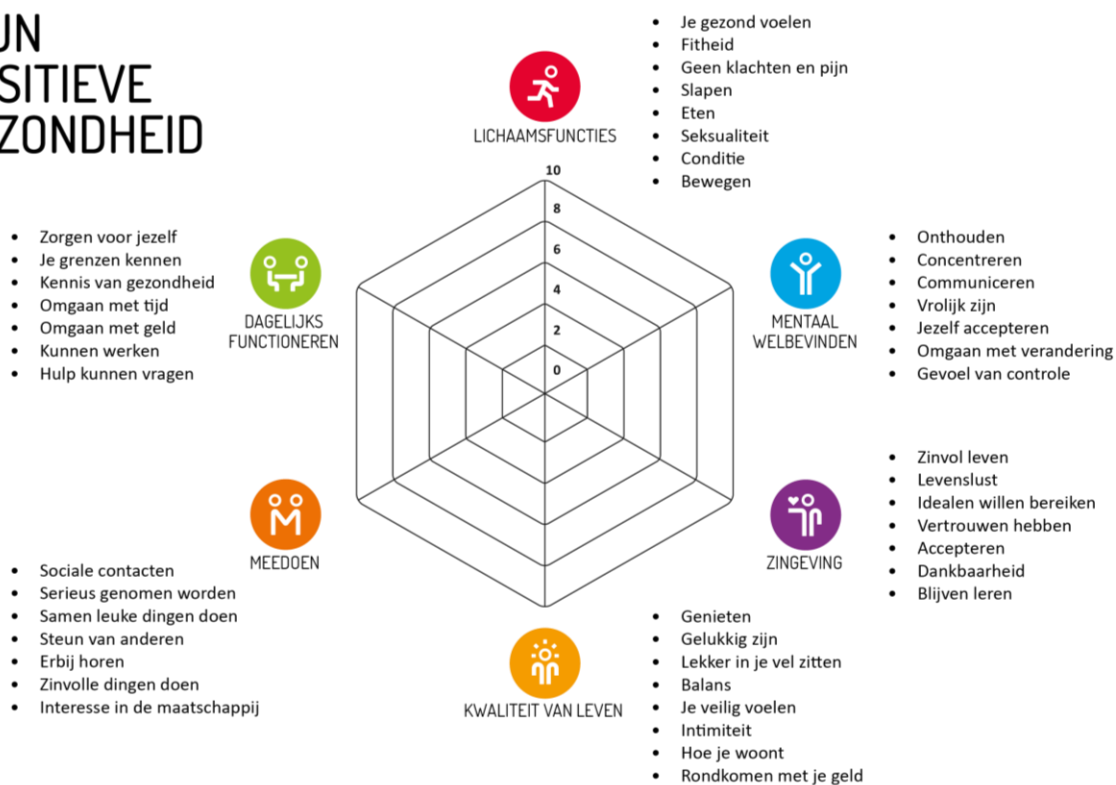 JN
SITIEVE
ZONDHEID
LICHAAMSFUNCTIES
• Je gezond voelen
• Fitheid
• Geen klachten en pijn
• Slapen
• Eten
• Seksualiteit
• Conditie
• Bewegen
10
8
6
4
2
0
• Zorgen voor jezelf
• Je grenzen kennen
• Kennis van gezondheid
• Omgaan met tijd
• Omgaan met geld
• Kunnen werken
• Hulp kunnen vragen
DAGELIJKS
FUNCTIONEREN
MENTAAL
WELBEVINDEN
• Onthouden
• Concentreren
• Communiceren
• Vrolijk zijn
• Jezelf accepteren
• Omgaan met verandering
• Gevoel van controle
MEEDOEN
• Sociale contacten
• Serieus genomen worden
• Samen leuke dingen doen
• Steun van anderen
• Erbij horen
• Zinvolle dingen doen
• Interesse in de maatschappij
ZINGEVING
• Zinvol leven
• Levenslust
• Idealen willen bereiken
• Vertrouwen hebben
• Accepteren
• Dankbaarheid
• Blijven leren
KWALITEIT VAN LEVEN
• Genieten
• Gelukkig zijn
• Lekker in je vel zitten
• Balans
• Je veilig voelen
• Intimiteit
• Hoe je woont
• Rondkomen met je geld